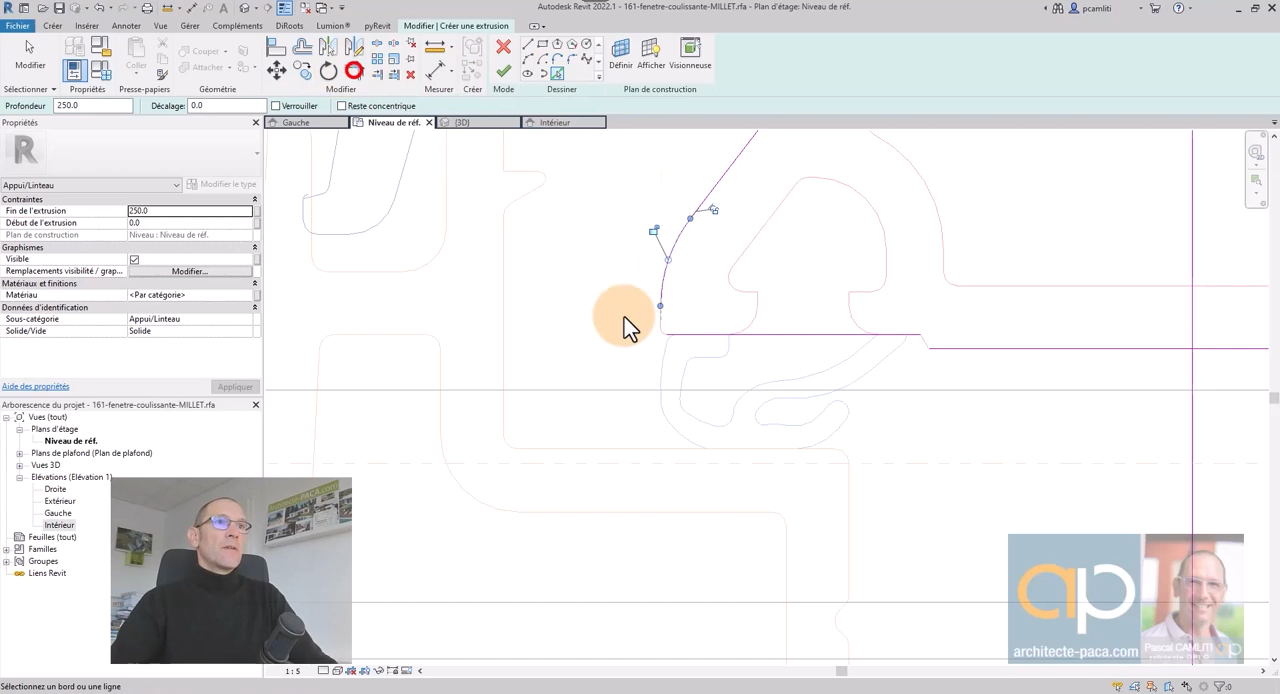 Autodesk Revit 2022.1 - 161-fenetre-coulissante-MILLET.rfa - Plan d'étage: Niveau de réf.
pcamliti
Fichier Créer Insérer Annoter Vue Gérer Compléments DiRoots Lumion® pyRevit Modifier | Créer une extrusion
Modifier
Coller
Couper
Attacher
Définir Afficher Visionneuse
Sélectionner Propriétés Presse-papiers Géométrie Modifier Mesurer Créer Mode Dessiner Plan de construction
Profondeur 250.0 Décalage: 0.0 Verrouiller Reste concentrique
Propriétés
Gauche Niveau de réf. {3D} Intérieur
R
Appui/Linteau Modifier le type
Contraintes
Fin de l'extrusion 250.0
Début de l'extrusion 0.0
Plan de construction Niveau : Niveau de réf.
Graphismes
Visible
Remplacements visibilité / grap... Modifier...
Matériaux et finitions
Matériau <Par catégorie>
Données d'identification
Sous-catégorie Appui/Linteau
Solide/Vide Solide
Aide des propriétés Appliquer
Arborescence du projet - 161-fenetre-coulissante-MILLET.rfa
Vues (tout)
Plans d'étage
Niveau de réf.
Plans de plafond (Plan de plafond)
Vues 3D
Elévations (Elévation 1)
Droite
Extérieur
Gauche
Intérieur
Feuilles (tout)
Familles
Groupes
Liens Revit
ap
architecte-paca.com
Pascal CAMLITI
1 : 5
Sélectionnez un bord ou une ligne
:0